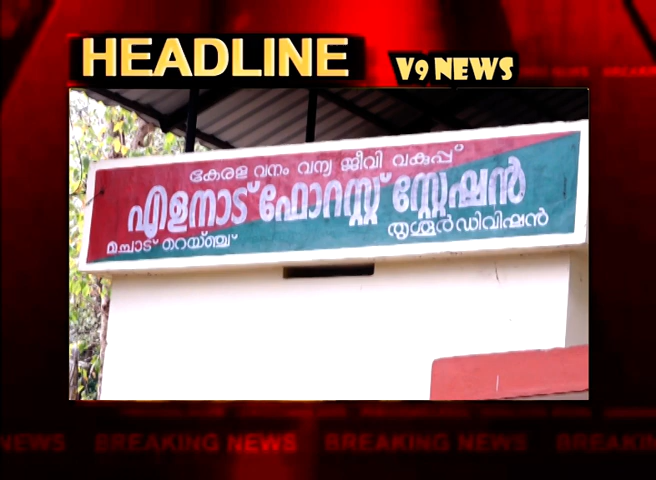 HEADLINE
V9 NEWS
കേരള വനം വന്യ ജീവി വകുപ്പ്
എളനാട് ഫോറസ്റ്റ് സ്റ്റേഷൻ
മചാട് റെയ്ഞ്ച്
തൃശൂർ ഡിവിഷൻ
NEWS BREAKING NEWS BREAKING NEWS BREAKIN